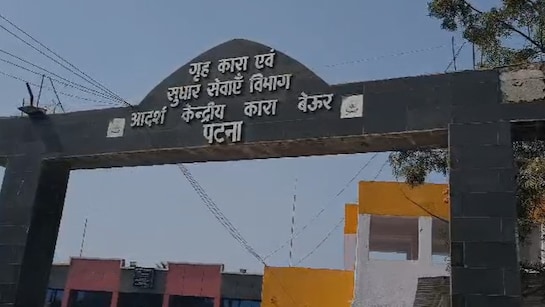 गृह कारा एवं
सुधार सेवाएँ विभाग
आदर्श केन्द्रीय कारा बेऊर
पटना